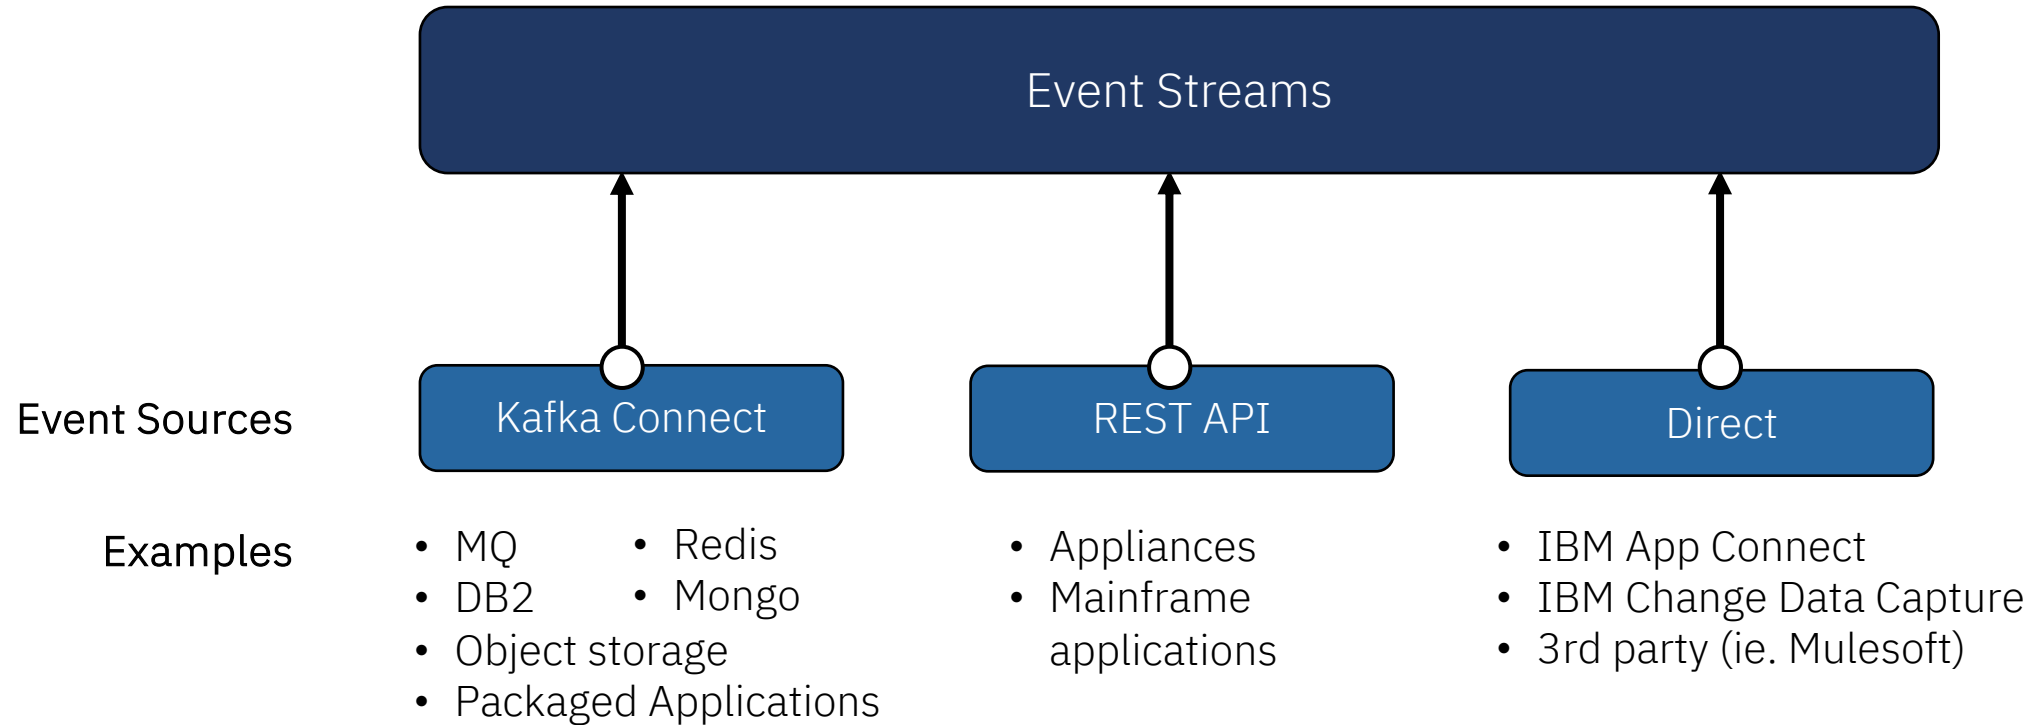 Event Streams
Event Sources
Kafka Connect
REST API
Direct
Examples
• MQ
• DB2
• Object storage
• Packaged Applications
• Redis
• Mongo
• Appliances
• Mainframe
applications
• IBM App Connect
• IBM Change Data Capture
• 3rd party (ie. Mulesoft)